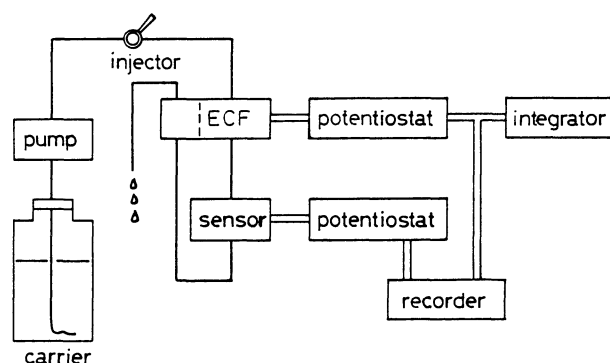 injector
ECF
potentiostat
integrator
pump
sensor
potentiostat
recorder
carrier